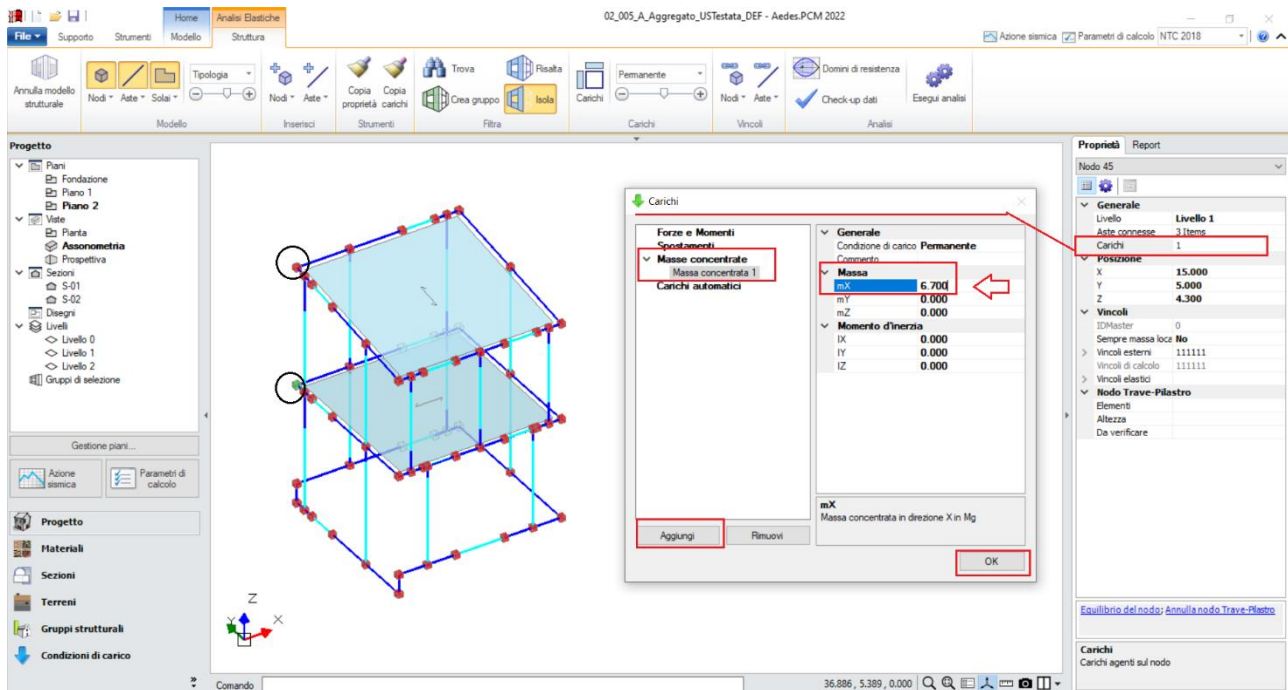 Home
Analisi Elastiche
02_005_A_Aggregato_USTestata_DEF - Aedes.PCM 2022
File
Supporto
Strumenti
Modello
Struttura
Azione sismica
Parametri di calcolo
NTC 2018
Annulla modello
strutturale
Nodi
Aste
Solai
Tipologia
Modello
Nodi
Aste
Inserisci
Copia
proprietà
Copia
carichi
Strumenti
Trova
Risalta
Crea gruppo
Isola
Filtra
Carichi
Permanente
Carichi
Nodi
Aste
Vincoli
Domini di resistenza
Check-up dati
Esegui analisi
Analisi
Progetto
Piani
Fondazione
Piano 1
Piano 2
Viste
Pianta
Assonometria
Prospettiva
Sezioni
S-01
S-02
Disegni
Livelli
Livello 0
Livello 1
Livello 2
Gruppi di selezione
Gestione piani...
Azione
sismica
Parametri di
calcolo
Progetto
Materiali
Sezioni
Terreni
Gruppi strutturali
Condizioni di carico
Z
Y
X
Carichi
Forze e Momenti
Spostamenti
Masse concentrate
Massa concentrata 1
Carichi automatici
Generale
Condizione di carico Permanente
Commento
Massa
mX 6.700
mY 0.000
mZ 0.000
Momento d'inerzia
IX 0.000
IY 0.000
IZ 0.000
mX
Massa concentrata in direzione X in Mg
Aggiungi
Rimuovi
OK
Proprietà
Report
Nodo 45
Generale
Livello Livello 1
Aste connesse 3 Items
Carichi 1
Posizione
X 15.000
Y 5.000
Z 4.300
Vincoli
IDMaster 0
Sempre massa loca No
Vincoli esterni 111111
Vincoli di calcolo 111111
Vincoli elastici
Nodo Trave-Pilastro
Elementi
Altezza
Da verificare
Equilibrio del nodo; Annulla nodo Trave-Pilastro
Carichi
Carichi agenti sul nodo
Comando
36.886 , 5.389 , 0.000